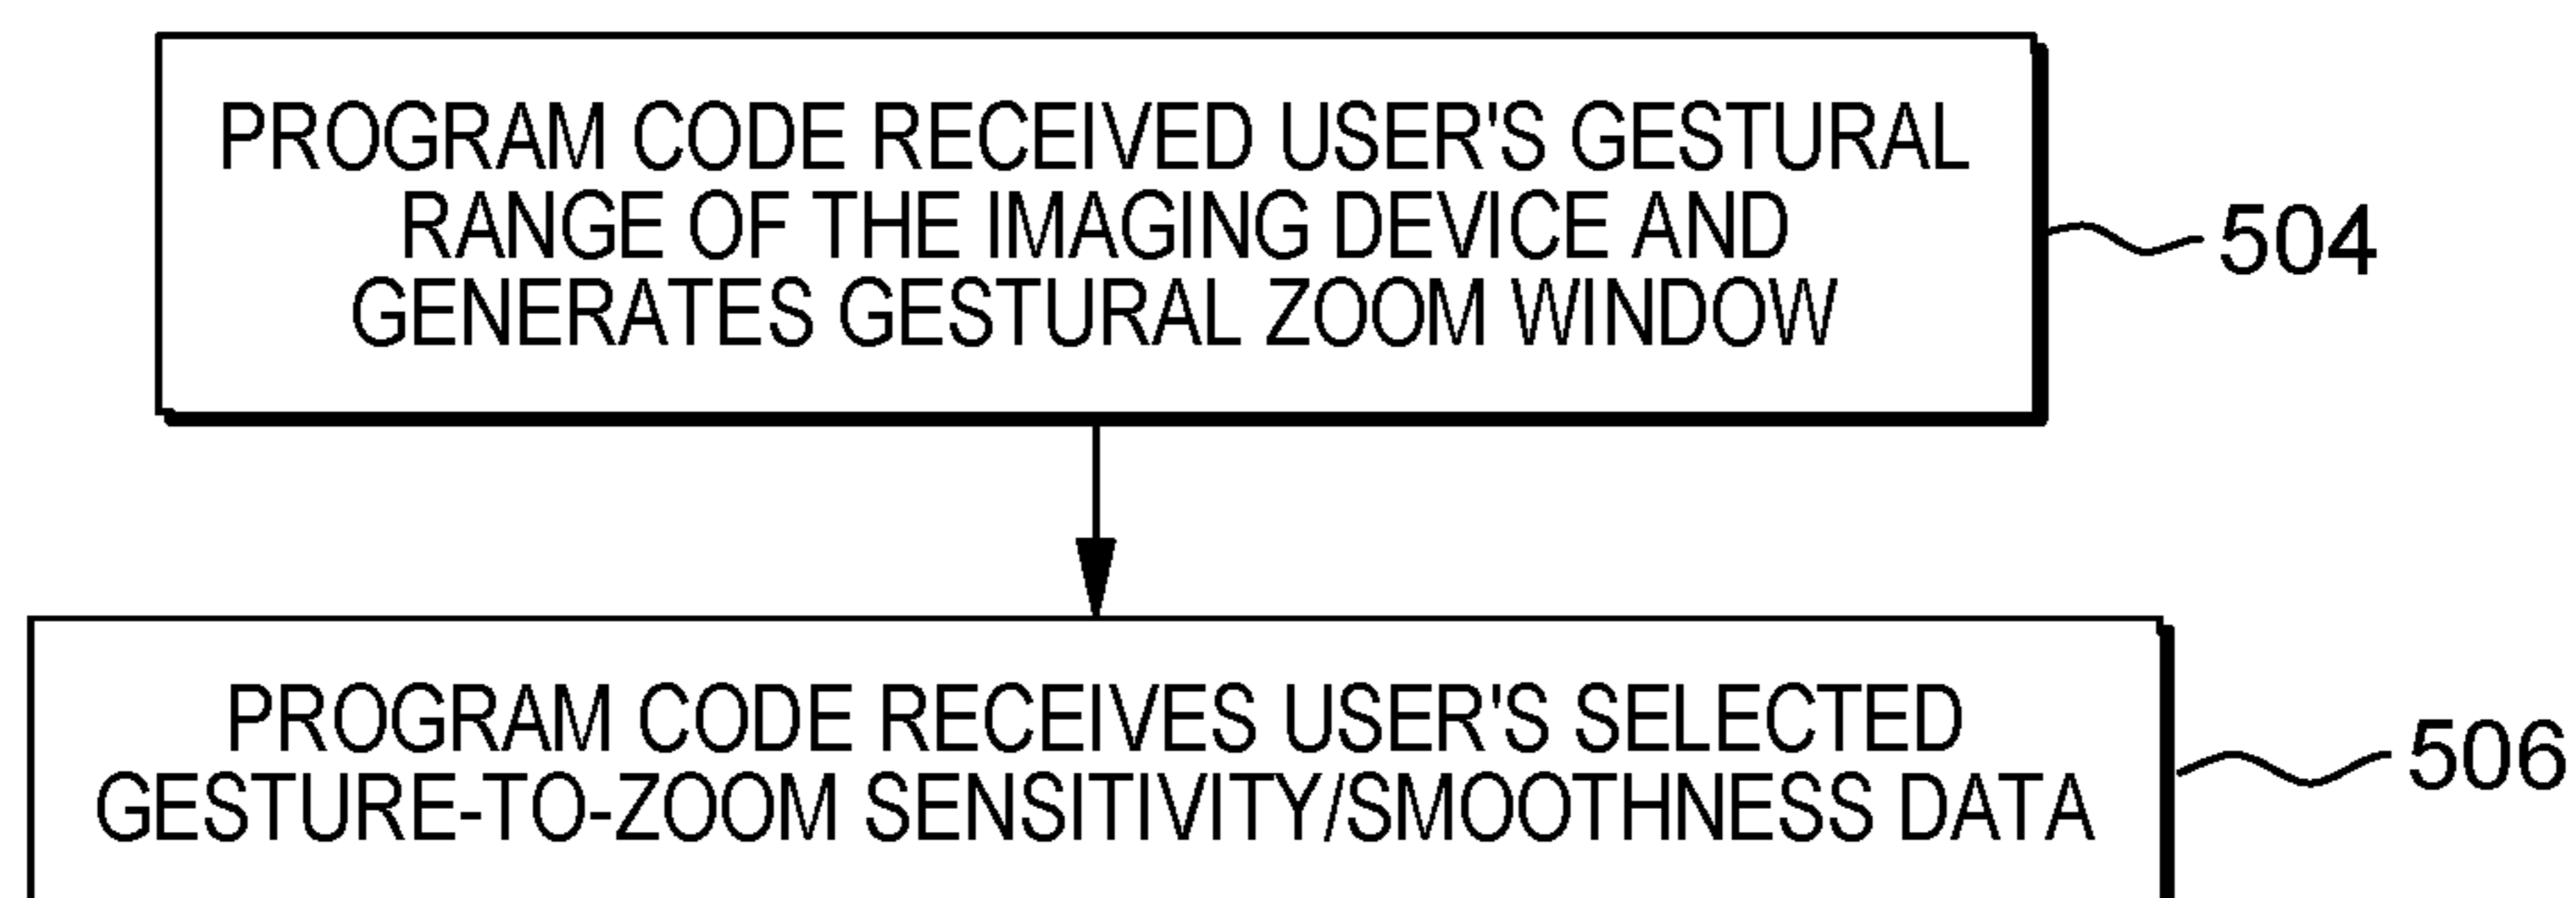 PROGRAM CODE RECEIVED USER'S GESTURAL
RANGE OF THE IMAGING DEVICE AND
GENERATES GESTURAL ZOOM WINDOW
504
PROGRAM CODE RECEIVES USER'S SELECTED
GESTURE-TO-ZOOM SENSITIVITY/SMOOTHNESS DATA
506